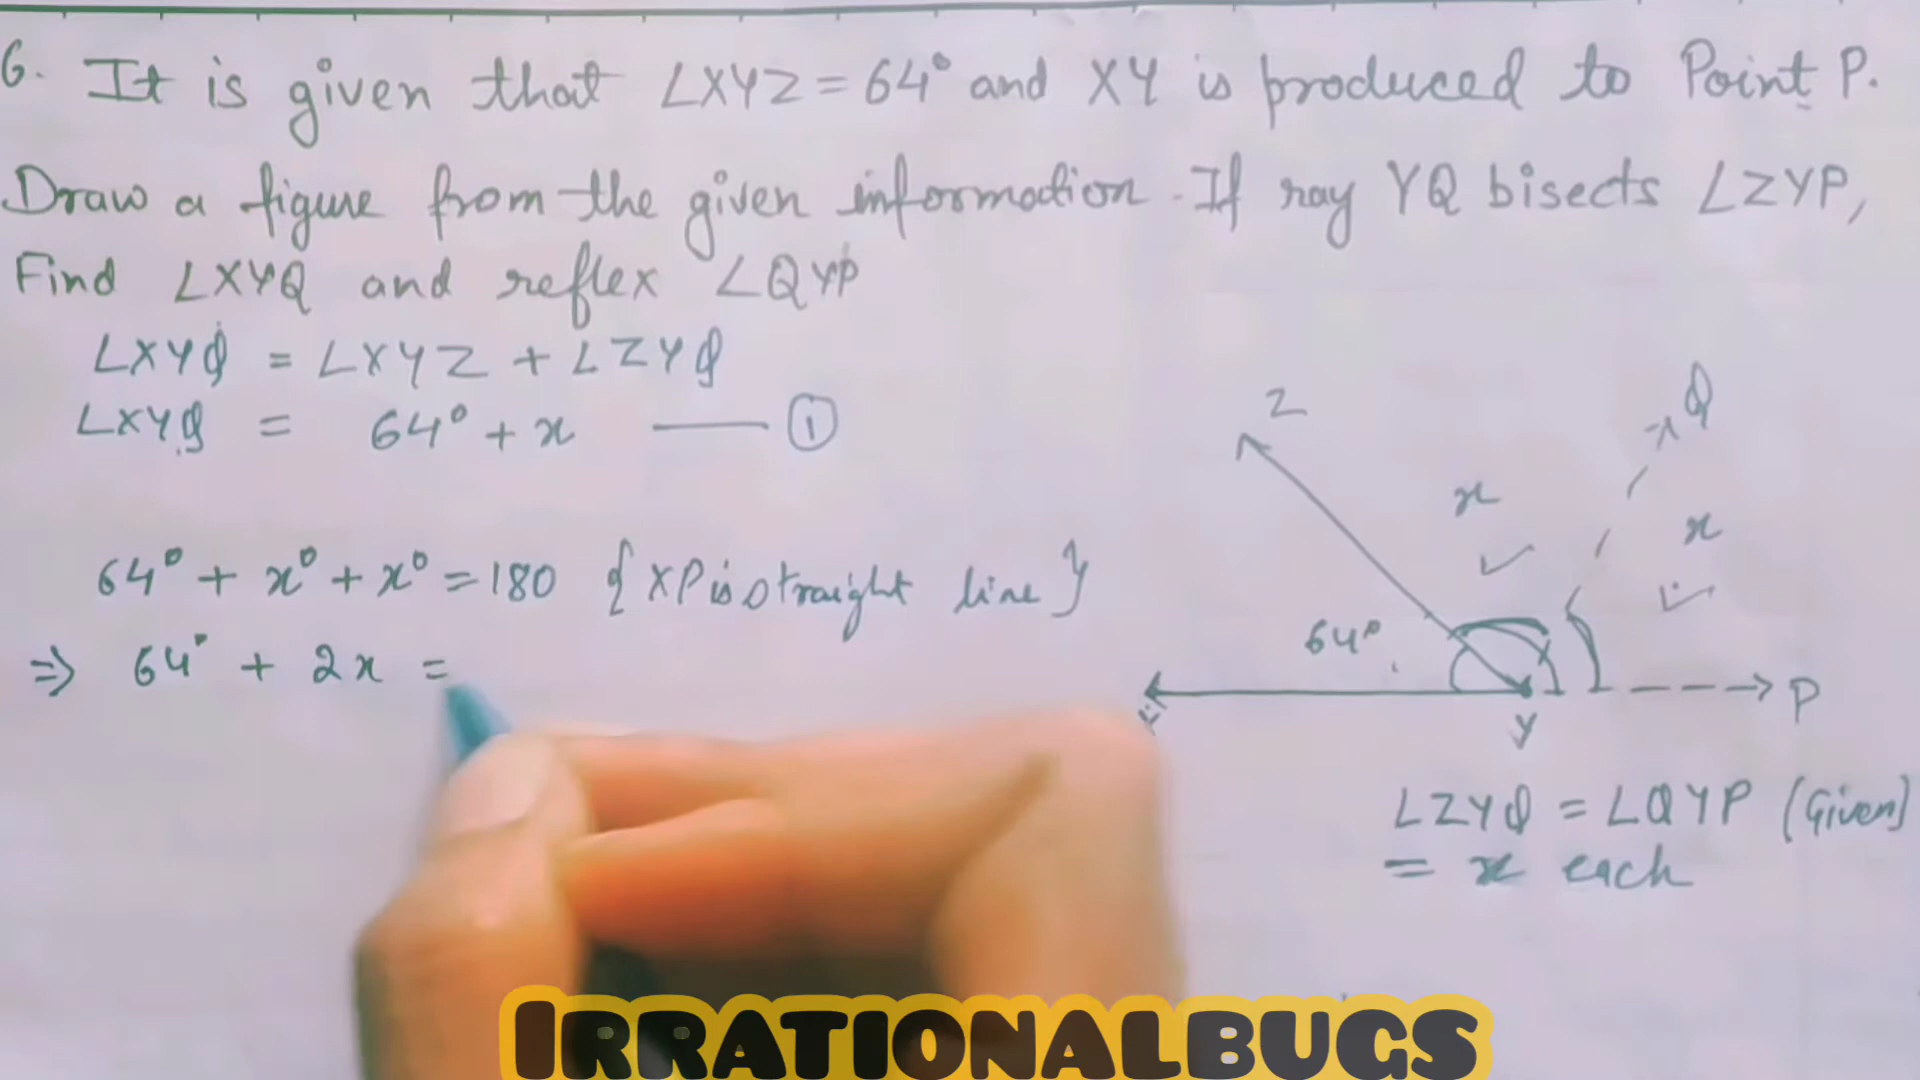 6. It is given that ∠XYZ = 64° and XY is produced to Point P.
Draw a figure from the given information. If ray YQ bisects ∠ZYP,
Find ∠XYQ and reflex ∠QYP
∠XYQ = ∠XYZ + ∠ZYQ
∠XYQ = 64° + x —— ①
64° + x° + x° = 180 {XP is straight line}
⇒ 64° + 2x =
Z
Q
x
x
64°
P
Y
∠ZYQ = ∠QYP (Given)
= x each
IRRATIONALBUGS